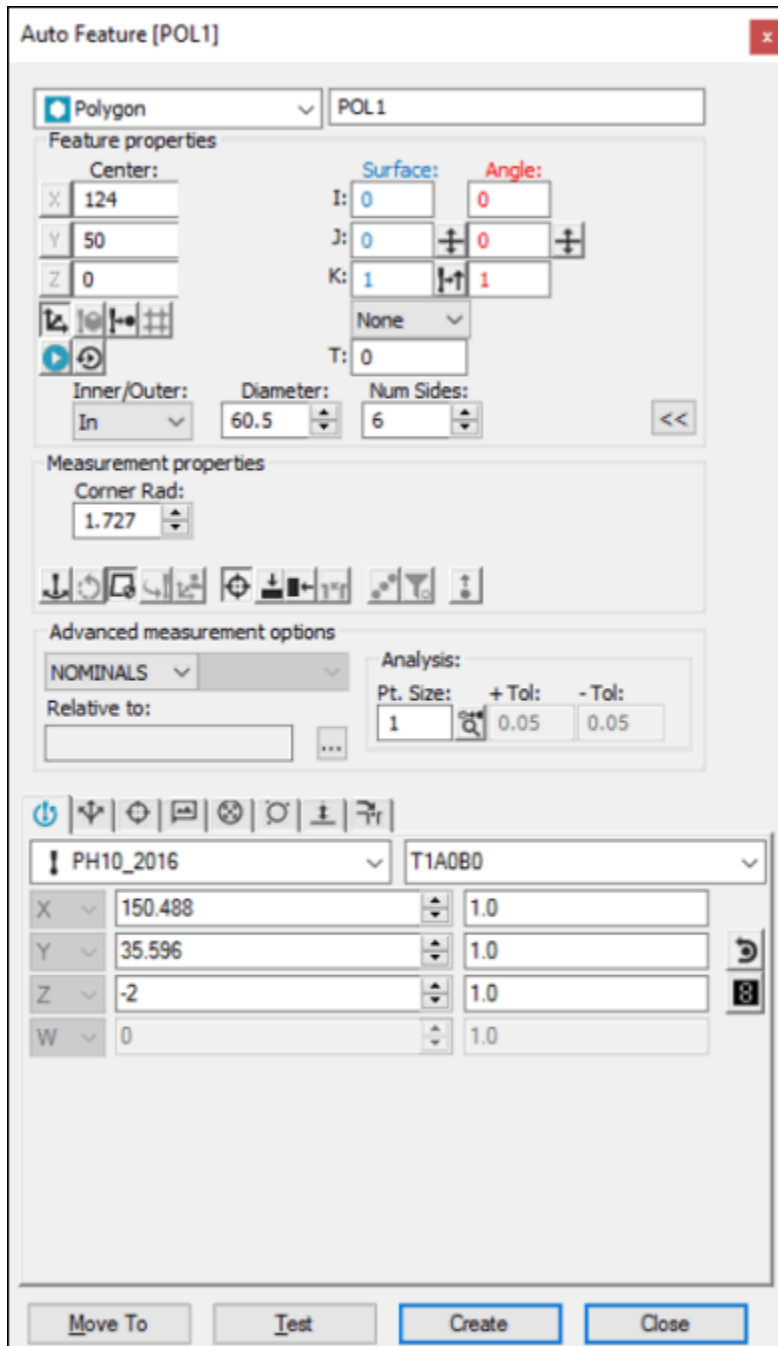 Auto Feature [POL1]
x
Polygon POL1
Feature properties
Center: Surface: Angle:
X 124 I: 0 0
Y 50 J: 0 0
Z 0 K: 1 1
None
T: 0
Inner/Outer: Diameter: Num Sides:
In 60.5 6 <<
Measurement properties
Corner Rad:
1.727
Advanced measurement options
NOMINALS Analysis:
Relative to: Pt. Size: + Tol: - Tol:
... 1 0.05 0.05
PH10_2016 T1A0B0
X 150.488 1.0
Y 35.596 1.0
Z -2 1.0
W 0 1.0
Move To Test Create Close